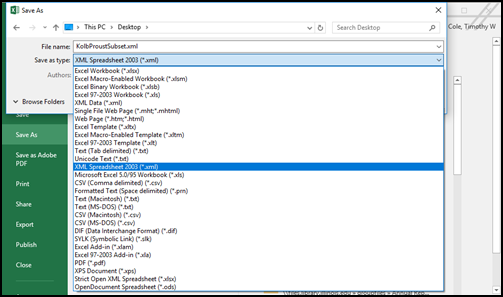 Save As
This PC > Desktop >
Search Desktop
Cole, Timothy W
File name: KolbProustSubset.xml
Save as type: XML Spreadsheet 2003 (*.xml)
Authors:
Excel Workbook (*.xlsx)
Excel Macro-Enabled Workbook (*.xlsm)
Excel Binary Workbook (*.xlsb)
Excel 97-2003 Workbook (*.xls)
XML Data (*.xml)
Single File Web Page (*.mht;*.mhtml)
Web Page (*.htm;*.html)
Excel Template (*.xltx)
Excel Macro-Enabled Template (*.xltm)
Excel 97-2003 Template (*.xlt)
Text (Tab delimited) (*.txt)
Unicode Text (*.txt)
XML Spreadsheet 2003 (*.xml)
Microsoft Excel 5.0/95 Workbook (*.xls)
CSV (Comma delimited) (*.csv)
Formatted Text (Space delimited) (*.prn)
Text (Macintosh) (*.txt)
Text (MS-DOS) (*.txt)
CSV (Macintosh) (*.csv)
CSV (MS-DOS) (*.csv)
DIF (Data Interchange Format) (*.dif)
SYLK (Symbolic Link) (*.slk)
Excel Add-in (*.xlam)
Excel 97-2003 Add-in (*.xla)
PDF (*.pdf)
XPS Document (*.xps)
Strict Open XML Spreadsheet (*.xlsx)
OpenDocument Spreadsheet (*.ods)
Browse Folders
Save
Save As
Save as Adobe
PDF
Print
Share
Export
Publish
Close